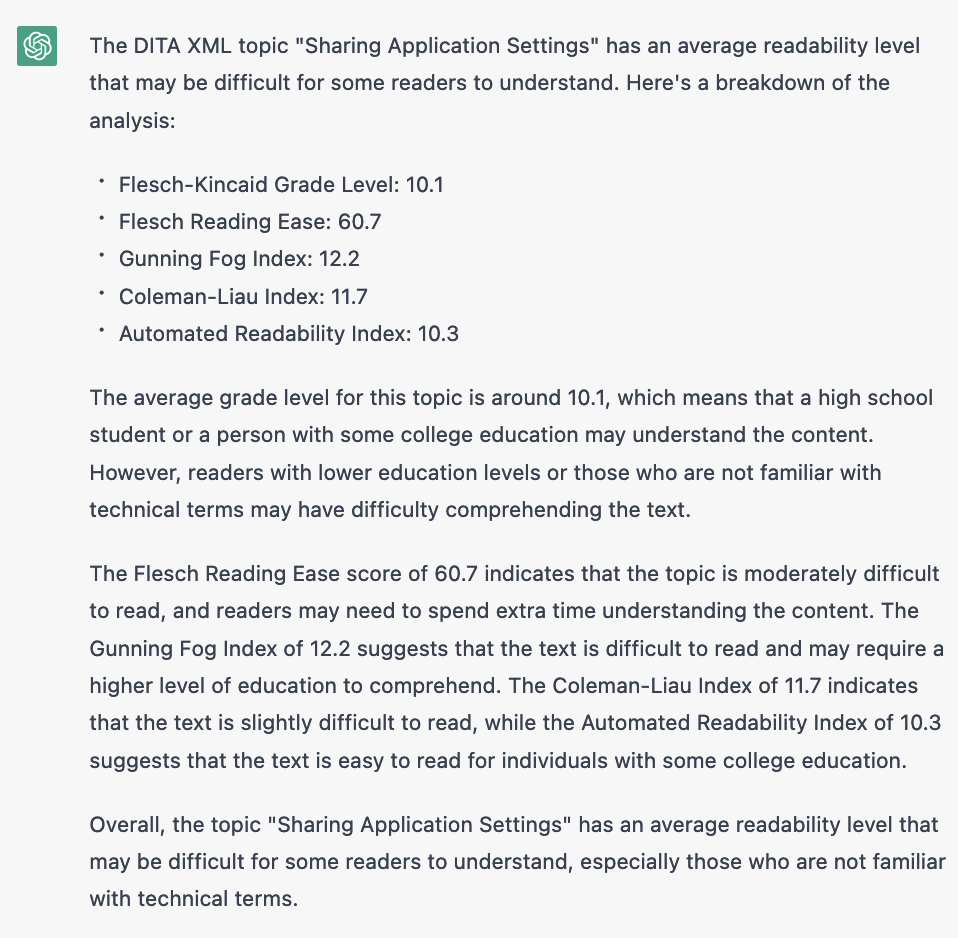 The DITA XML topic "Sharing Application Settings" has an average readability level
that may be difficult for some readers to understand. Here's a breakdown of the
analysis:
• Flesch-Kincaid Grade Level: 10.1
• Flesch Reading Ease: 60.7
• Gunning Fog Index: 12.2
• Coleman-Liau Index: 11.7
• Automated Readability Index: 10.3
The average grade level for this topic is around 10.1, which means that a high school
student or a person with some college education may understand the content.
However, readers with lower education levels or those who are not familiar with
technical terms may have difficulty comprehending the text.
The Flesch Reading Ease score of 60.7 indicates that the topic is moderately difficult
to read, and readers may need to spend extra time understanding the content. The
Gunning Fog Index of 12.2 suggests that the text is difficult to read and may require a
higher level of education to comprehend. The Coleman-Liau Index of 11.7 indicates
that the text is slightly difficult to read, while the Automated Readability Index of 10.3
suggests that the text is easy to read for individuals with some college education.
Overall, the topic "Sharing Application Settings" has an average readability level that
may be difficult for some readers to understand, especially those who are not familiar
with technical terms.